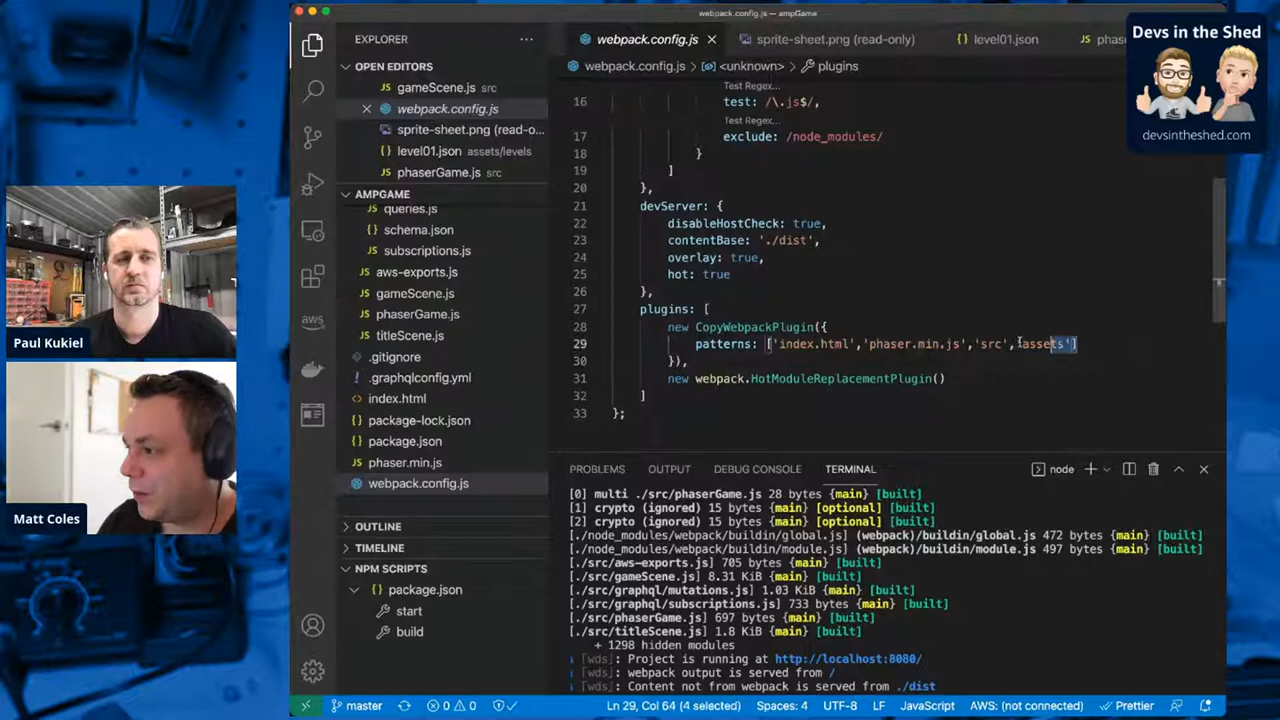 webpack.config.js — ampGame
Devs in the Shed
devsintheshed.com
EXPLORER
OPEN EDITORS
gameScene.js src
webpack.config.js
sprite-sheet.png (read-o...
level01.json assets/levels
phaserGame.js src
AMPGAME
queries.js
schema.json
subscriptions.js
aws-exports.js
gameScene.js
phaserGame.js
titleScene.js
.gitignore
.graphqlconfig.yml
index.html
package-lock.json
package.json
phaser.min.js
webpack.config.js
OUTLINE
TIMELINE
NPM SCRIPTS
package.json
start
build
aws
webpack.config.js
sprite-sheet.png (read-only)
level01.json
phase
webpack.config.js > <unknown> > plugins
Test Regex...
16 test: /\.js$/,
Test Regex...
17 exclude: /node_modules/
18 }
19 ]
20 },
21 devServer: {
22 disableHostCheck: true,
23 contentBase: './dist',
24 overlay: true,
25 hot: true
26 },
27 plugins: [
28 new CopyWebpackPlugin({
29 patterns: ['index.html','phaser.min.js','src','assets']
30 }),
31 new webpack.HotModuleReplacementPlugin()
32 ]
33 };
PROBLEMS OUTPUT DEBUG CONSOLE TERMINAL
node
[0] multi ./src/phaserGame.js 28 bytes {main} [built]
[1] crypto (ignored) 15 bytes {main} [optional] [built]
[2] crypto (ignored) 15 bytes {main} [optional] [built]
[./node_modules/webpack/buildin/global.js] (webpack)/buildin/global.js 472 bytes {main} [built]
[./node_modules/webpack/buildin/module.js] (webpack)/buildin/module.js 497 bytes {main} [built]
[./src/aws-exports.js] 705 bytes {main} [built]
[./src/gameScene.js] 8.31 KiB {main} [built]
[./src/graphql/mutations.js] 1.03 KiB {main} [built]
[./src/graphql/subscriptions.js] 733 bytes {main} [built]
[./src/phaserGame.js] 697 bytes {main} [built]
[./src/titleScene.js] 1.8 KiB {main} [built]
+ 1298 hidden modules
i ｢wds｣: Project is running at http://localhost:8080/
i ｢wds｣: webpack output is served from /
i ｢wds｣: Content not from webpack is served from ./dist
master 0 0 Ln 29, Col 64 (4 selected) Spaces: 4 UTF-8 LF JavaScript AWS: (not connected) Prettier
Paul Kukiel
Matt Coles